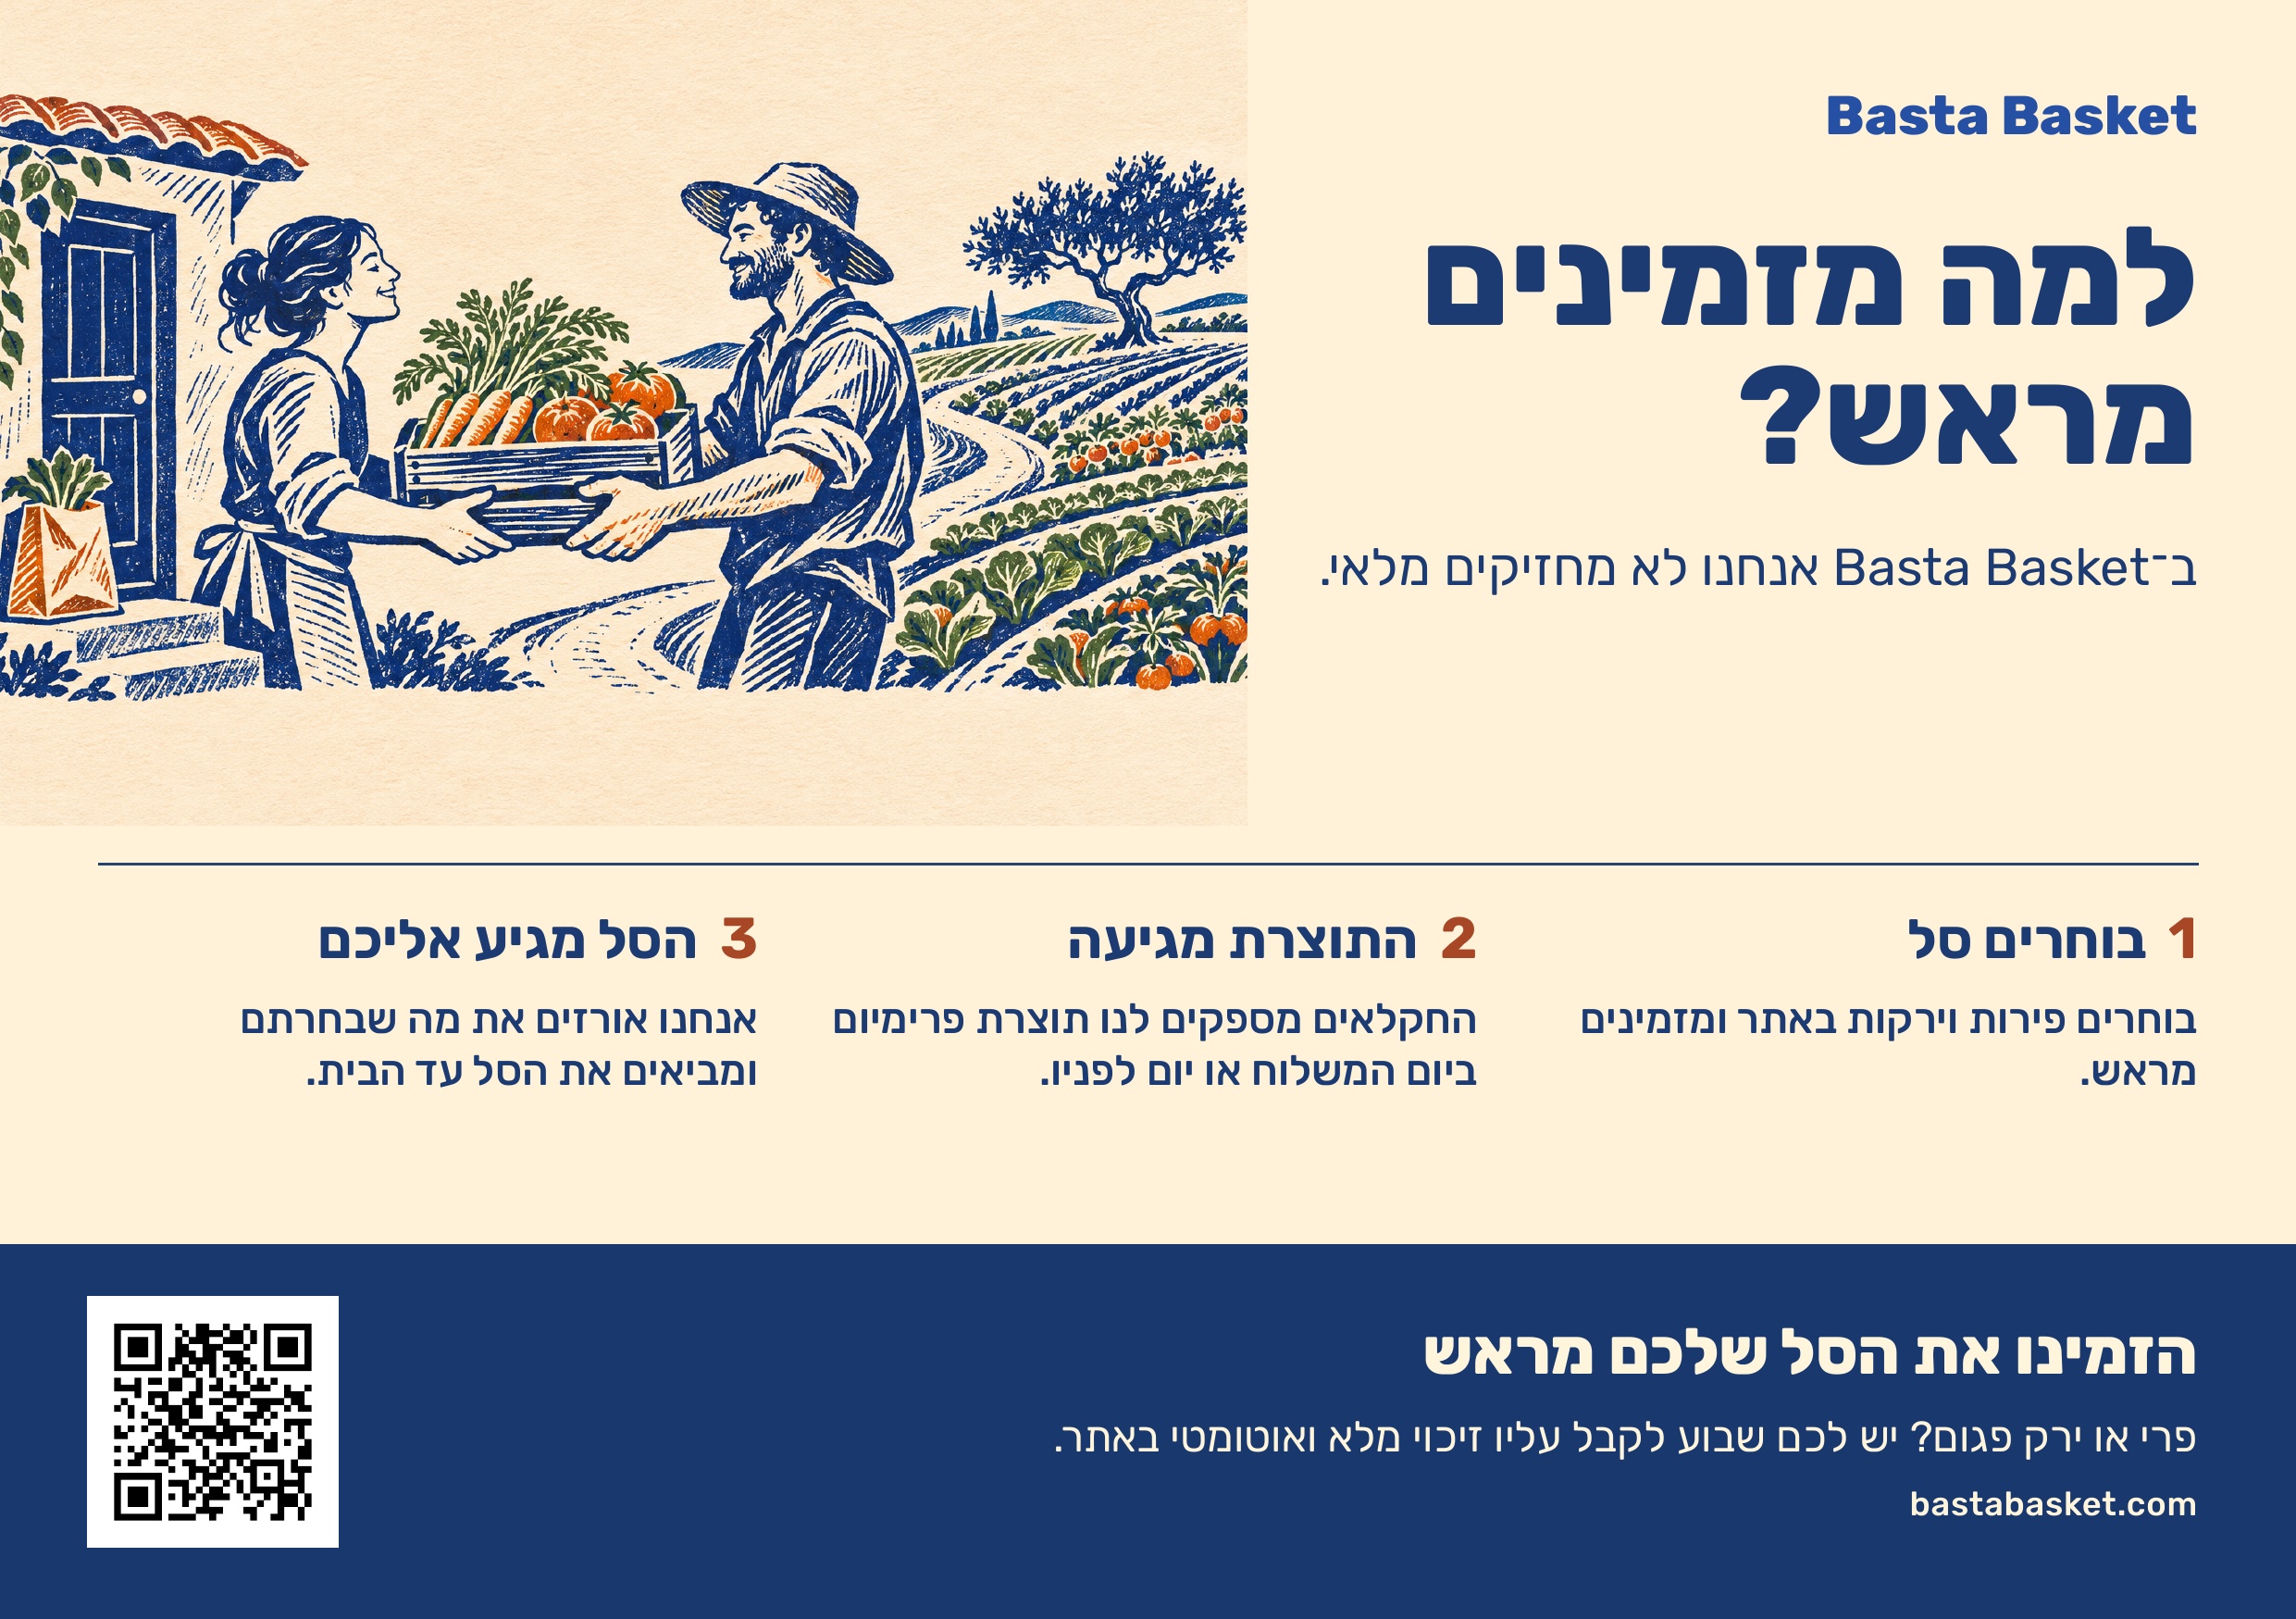 Basta Basket
למה מזמינים
מראש?
ב־Basta Basket אנחנו לא מחזיקים מלאי.
1 בוחרים סל
בוחרים פירות וירקות באתר ומזמינים
מראש.
2 התוצרת מגיעה
החקלאים מספקים לנו תוצרת פרימיום
ביום המשלוח או יום לפניו.
3 הסל מגיע אליכם
אנחנו אורזים את מה שבחרתם
ומביאים את הסל עד הבית.
הזמינו את הסל שלכם מראש
פרי או ירק פגום? יש לכם שבוע לקבל עליו זיכוי מלא ואוטומטי באתר.
bastabasket.com